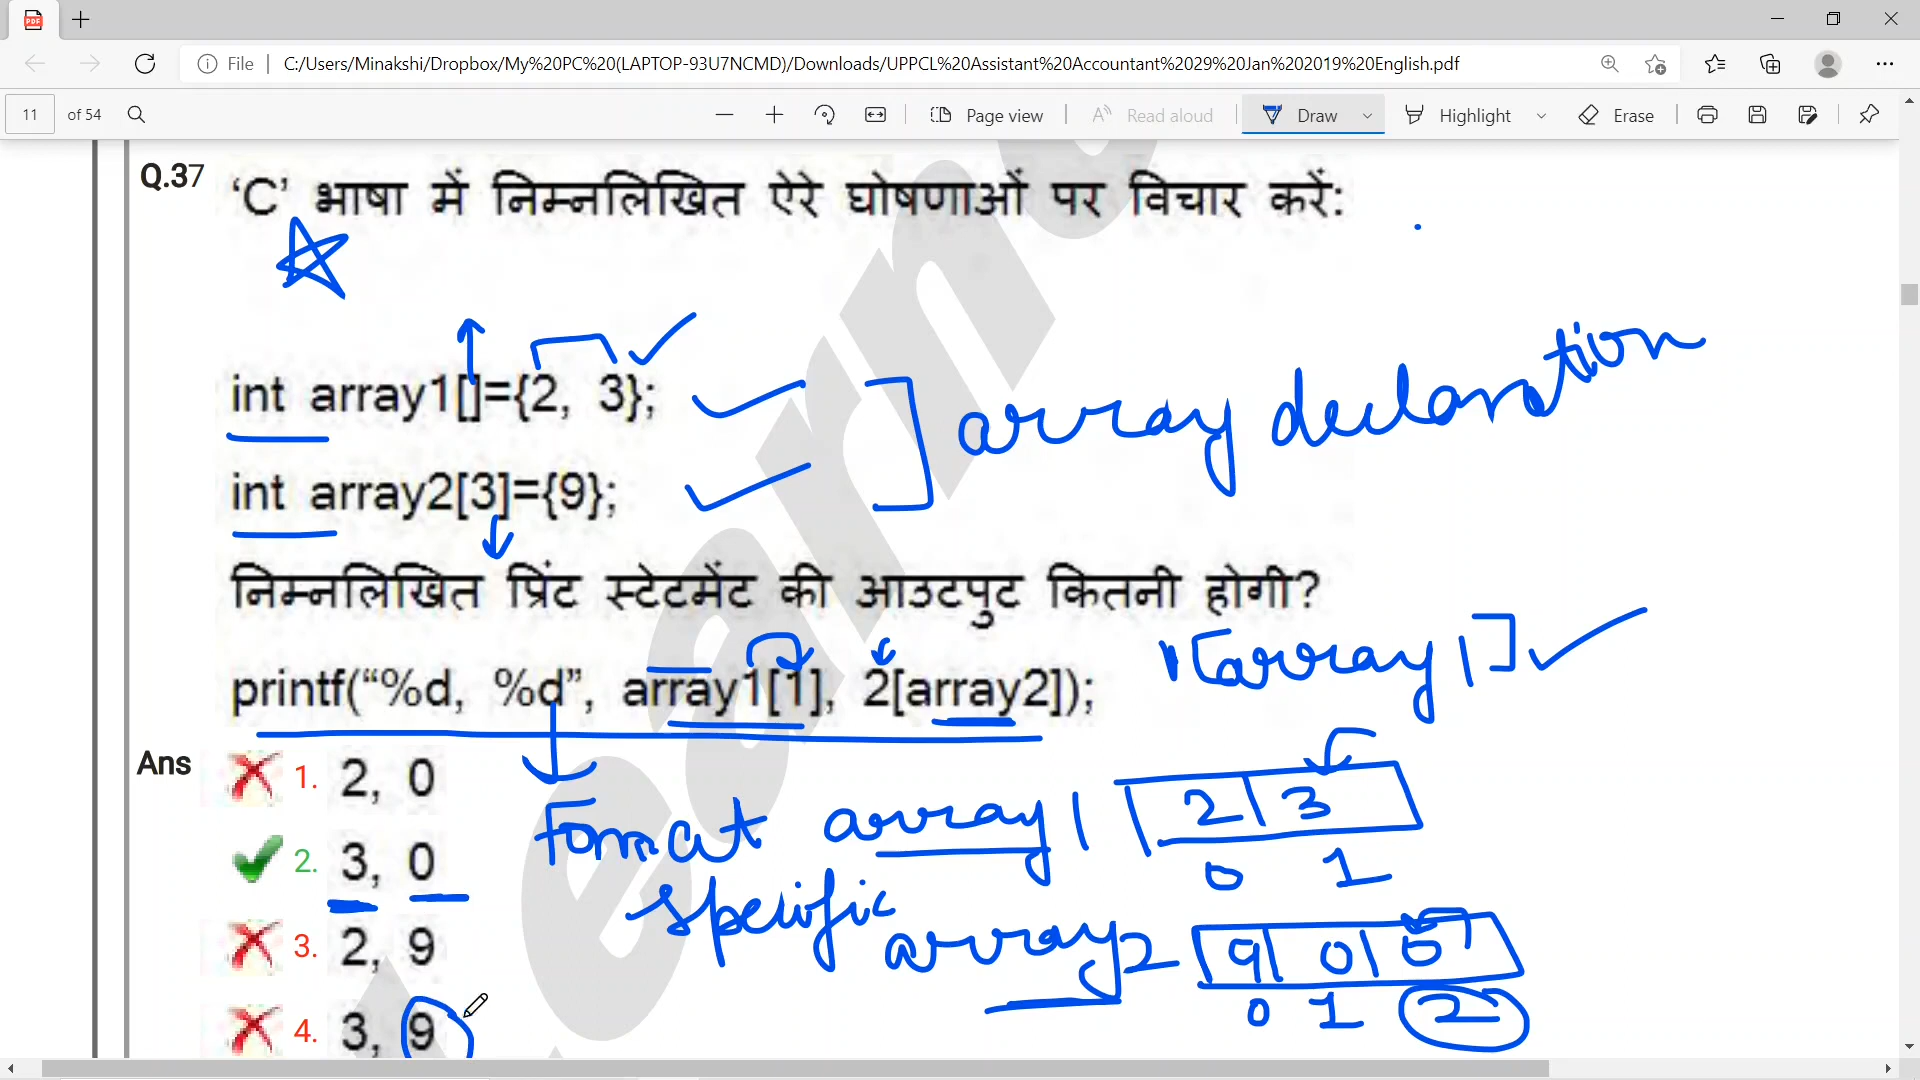 File | C:/Users/Minakshi/Dropbox/My%20PC%20(LAPTOP-93U7NCMD)/Downloads/UPPCL%20Assistant%20Accountant%2029%20Jan%202019%20English.pdf
11 of 54 Page view Read aloud Draw Highlight Erase
Q.37 ‘C’ भाषा में निम्नलिखित ऐरे घोषणाओं पर विचार करें:
int array1[]={2, 3};
array declaration
int array2[3]={9};
निम्नलिखित प्रिंट स्टेटमेंट की आउटपुट कितनी होगी?
printf(“%d, %d”, array1[1], 2[array2]);
1[array1]
Ans 1. 2, 0
2. 3, 0
3. 2, 9
4. 3, 9
Format
specific
array1 2 3
0 1
array2 9 0 0
0 1 2